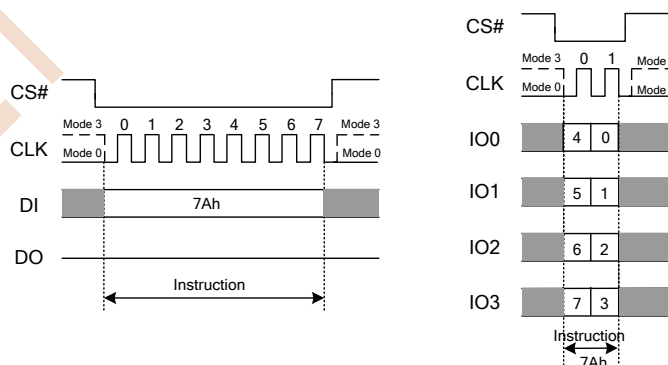 CS#
Mode 3 0 1 2 3 4 5 6 7 Mode 3
CLK
Mode 0 Mode 0
DI 7Ah
DO
Instruction
CS#
Mode 3 0 1 Mode
CLK
Mode 0 Mode
IO0 4 0
IO1 5 1
IO2 6 2
IO3 7 3
Instruction
7Ah